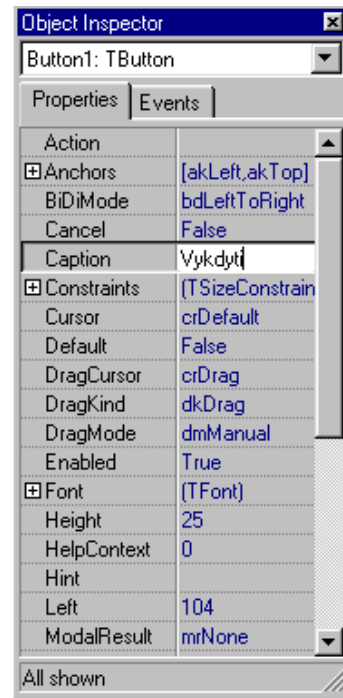 Object Inspector
Button1: TButton
Properties Events
Action
Anchors [akLeft,akTop]
BiDiMode bdLeftToRight
Cancel False
Caption Vykdyti
Constraints (TSizeConstrain
Cursor crDefault
Default False
DragCursor crDrag
DragKind dkDrag
DragMode dmManual
Enabled True
Font (TFont)
Height 25
HelpContext 0
Hint
Left 104
ModalResult mrNone
All shown